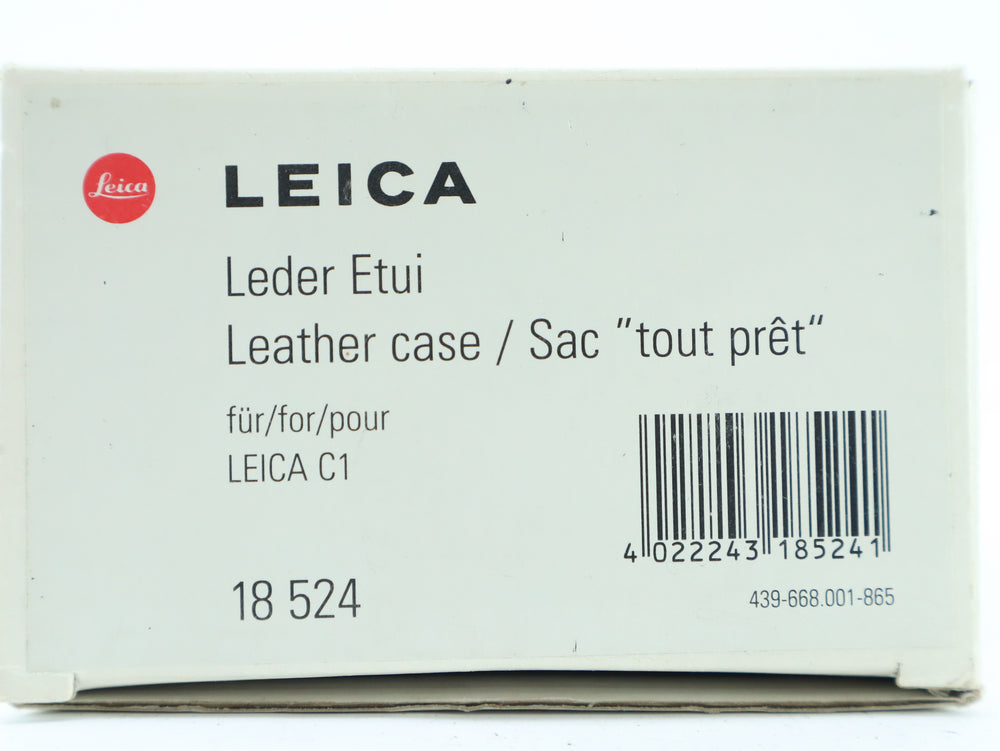 Leica
LEICA
Leder Etui
Leather case / Sac ”tout prêt“
für/for/pour
LEICA C1
4 022243 185241
18 524
439-668.001-865